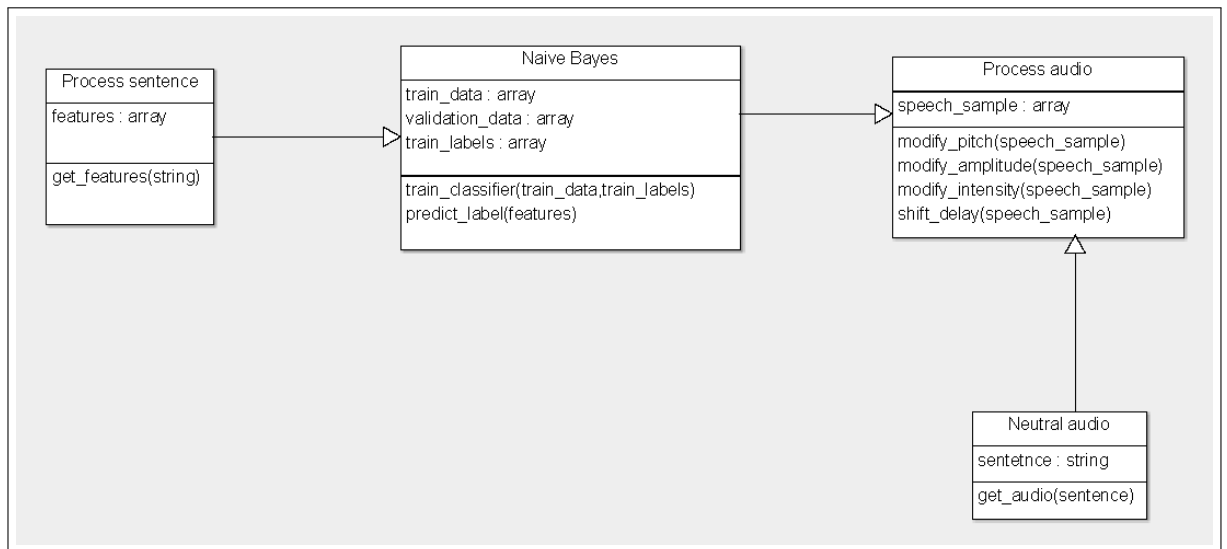 Process sentence
features : array
get_features(string)
Naive Bayes
train_data : array
validation_data : array
train_labels : array
train_classifier(train_data,train_labels)
predict_label(features)
Process audio
speech_sample : array
modify_pitch(speech_sample)
modify_amplitude(speech_sample)
modify_intensity(speech_sample)
shift_delay(speech_sample)
Neutral audio
sentetnce : string
get_audio(sentence)